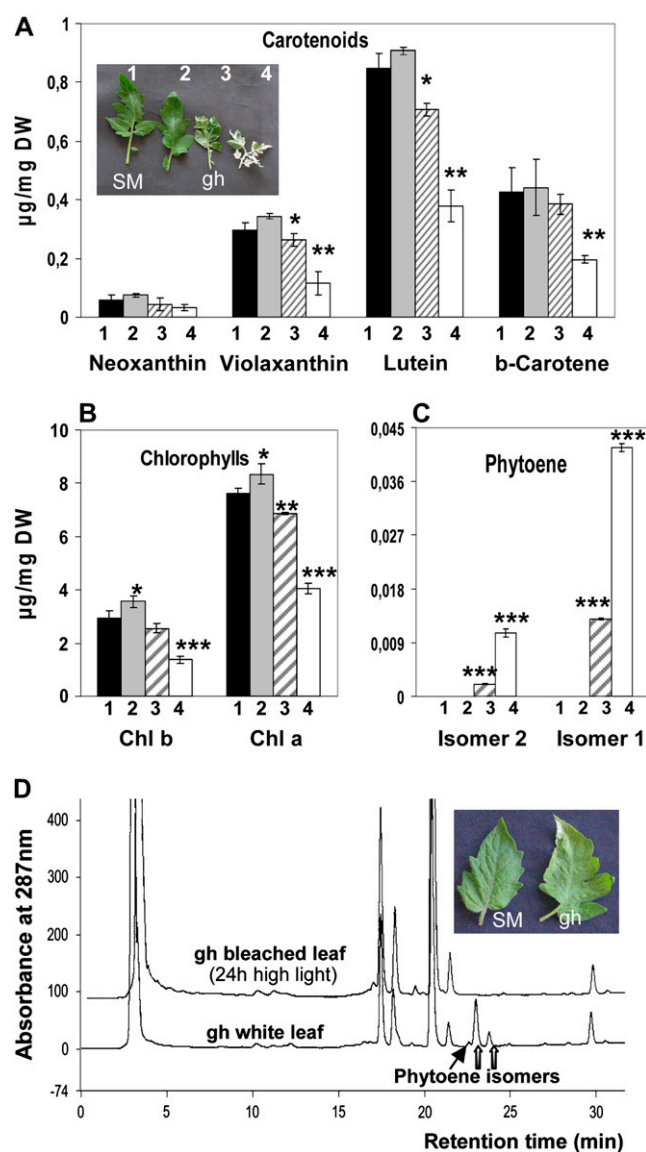 A
Carotenoids
µg/mg DW
1
0,8
0,6
0,4
0,2
0
1 2 3 4
SM gh
* ** * ** **
1 2 3 4 1 2 3 4 1 2 3 4 1 2 3 4
Neoxanthin Violaxanthin Lutein b-Carotene
B
Chlorophylls
µg/mg DW
10
8
6
4
2
0
* *** * ** ***
1 2 3 4 1 2 3 4
Chl b Chl a
C
Phytoene
0,045
0,036
0,027
0,018
0,009
0
*** *** *** ***
1 2 3 4 1 2 3 4
Isomer 2 Isomer 1
D
Absorbance at 287nm
400
300
200
100
0
-74
SM gh
gh bleached leaf
(24h high light)
gh white leaf
Phytoene isomers
0 5 10 15 20 25 30
Retention time (min)